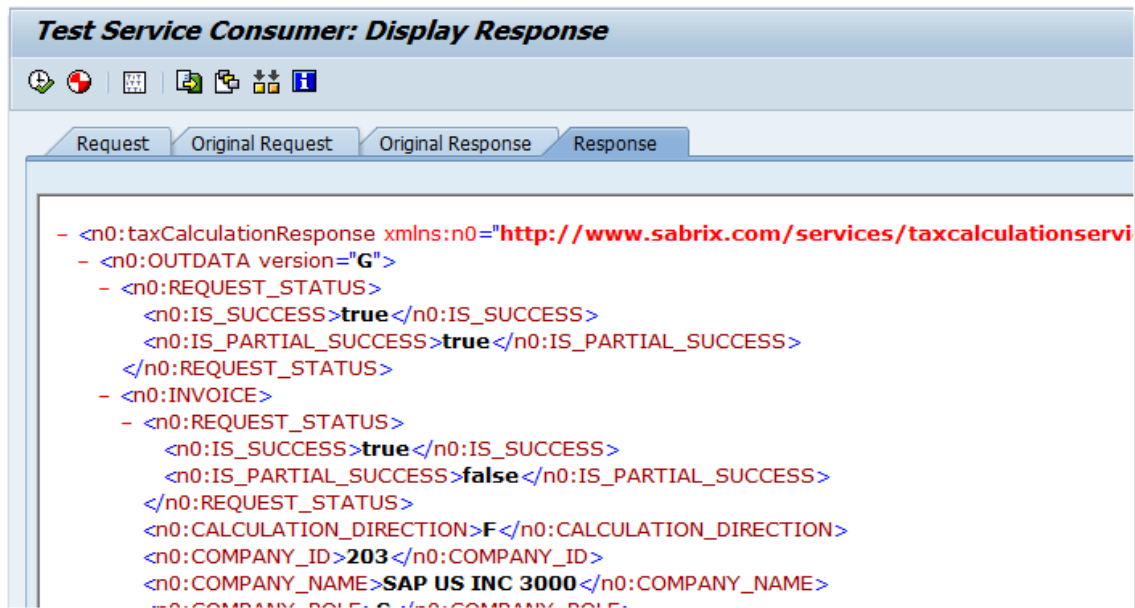 Test Service Consumer: Display Response
Request Original Request Original Response Response
- <n0:taxCalculationResponse xmlns:n0="http://www.sabrix.com/services/taxcalculationservi
- <n0:OUTDATA version="G">
- <n0:REQUEST_STATUS>
<n0:IS_SUCCESS>true</n0:IS_SUCCESS>
<n0:IS_PARTIAL_SUCCESS>true</n0:IS_PARTIAL_SUCCESS>
</n0:REQUEST_STATUS>
- <n0:INVOICE>
- <n0:REQUEST_STATUS>
<n0:IS_SUCCESS>true</n0:IS_SUCCESS>
<n0:IS_PARTIAL_SUCCESS>false</n0:IS_PARTIAL_SUCCESS>
</n0:REQUEST_STATUS>
<n0:CALCULATION_DIRECTION>F</n0:CALCULATION_DIRECTION>
<n0:COMPANY_ID>203</n0:COMPANY_ID>
<n0:COMPANY_NAME>SAP US INC 3000</n0:COMPANY_NAME>